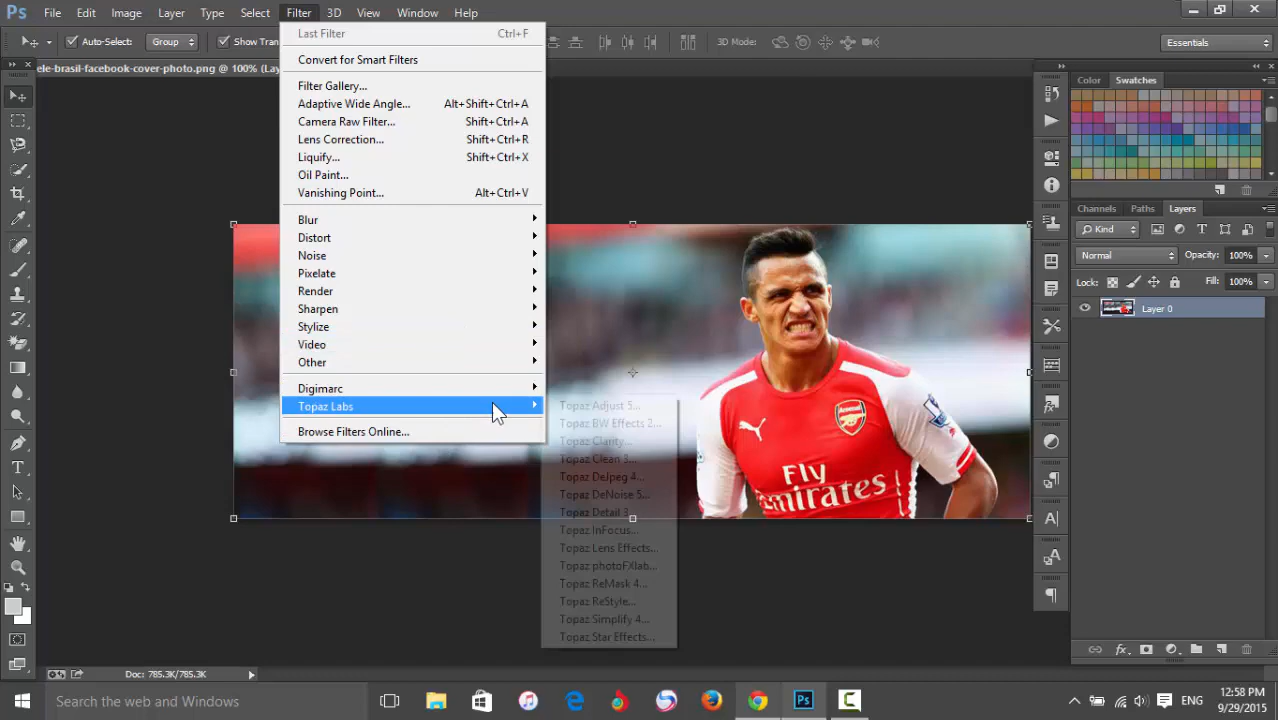 Ps File Edit Image Layer Type Select Filter 3D View Window Help
Auto-Select: Group Show Tran 3D Mode: Essentials
ele-brasil-facebook-cover-photo.png @ 100% (Lay
Last Filter Ctrl+F
Convert for Smart Filters
Filter Gallery...
Adaptive Wide Angle... Alt+Shift+Ctrl+A
Camera Raw Filter... Shift+Ctrl+A
Lens Correction... Shift+Ctrl+R
Liquify... Shift+Ctrl+X
Oil Paint...
Vanishing Point... Alt+Ctrl+V
Blur
Distort
Noise
Pixelate
Render
Sharpen
Stylize
Video
Other
Digimarc
Topaz Labs
Browse Filters Online...
Topaz Adjust 5...
Topaz BW Effects 2...
Topaz Clarity...
Topaz Clean 3...
Topaz DeJpeg 4...
Topaz DeNoise 5...
Topaz Detail 3
Topaz InFocus...
Topaz Lens Effects...
Topaz photoFXlab...
Topaz ReMask 4...
Topaz ReStyle...
Topaz Simplify 4...
Topaz Star Effects...
Arsenal
Fly
Emirates
Color Swatches
Channels Paths Layers
Kind
Normal Opacity: 100%
Lock: Fill: 100%
Layer 0
Doc: 785.3K/785.3K
Search the web and Windows
Ps
ENG
12:58 PM
9/29/2015